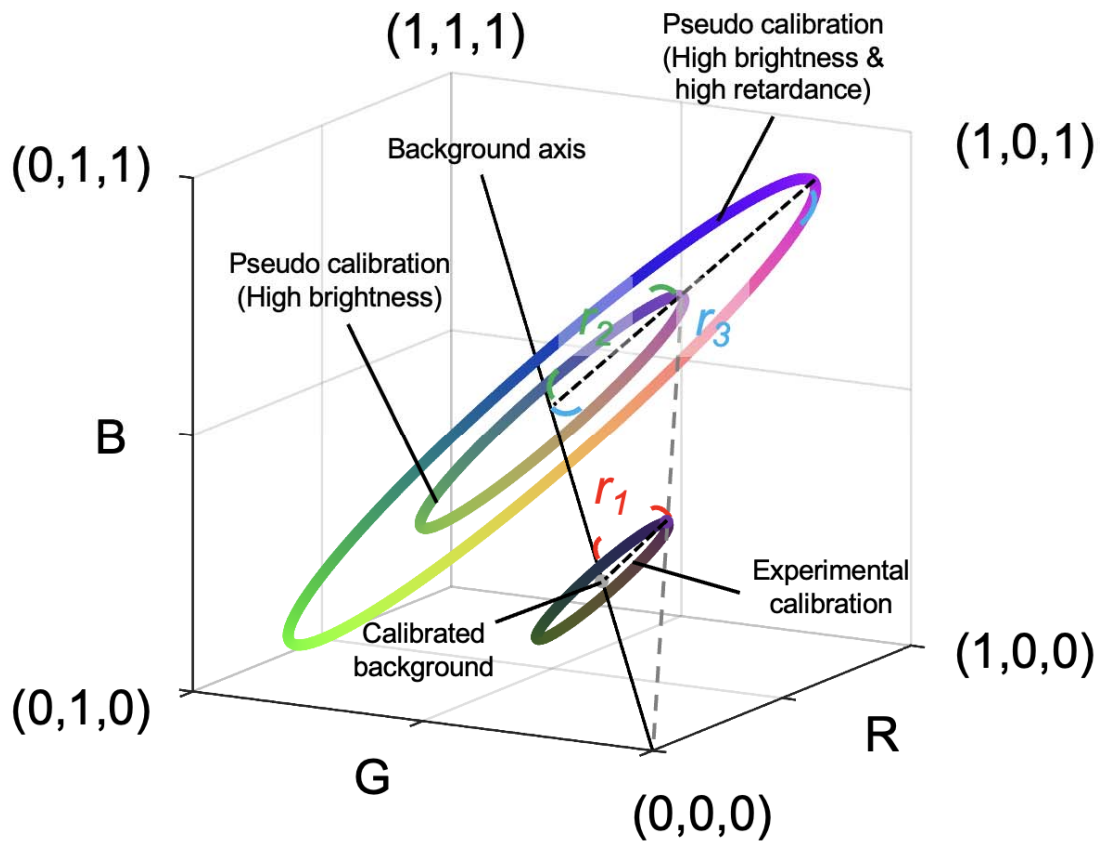 (1,1,1)
Pseudo calibration
(High brightness &
high retardance)
(0,1,1)
Background axis
(1,0,1)
Pseudo calibration
(High brightness)
r2
r3
B
r1
Experimental
calibration
Calibrated
background
(1,0,0)
(0,1,0)
R
G
(0,0,0)